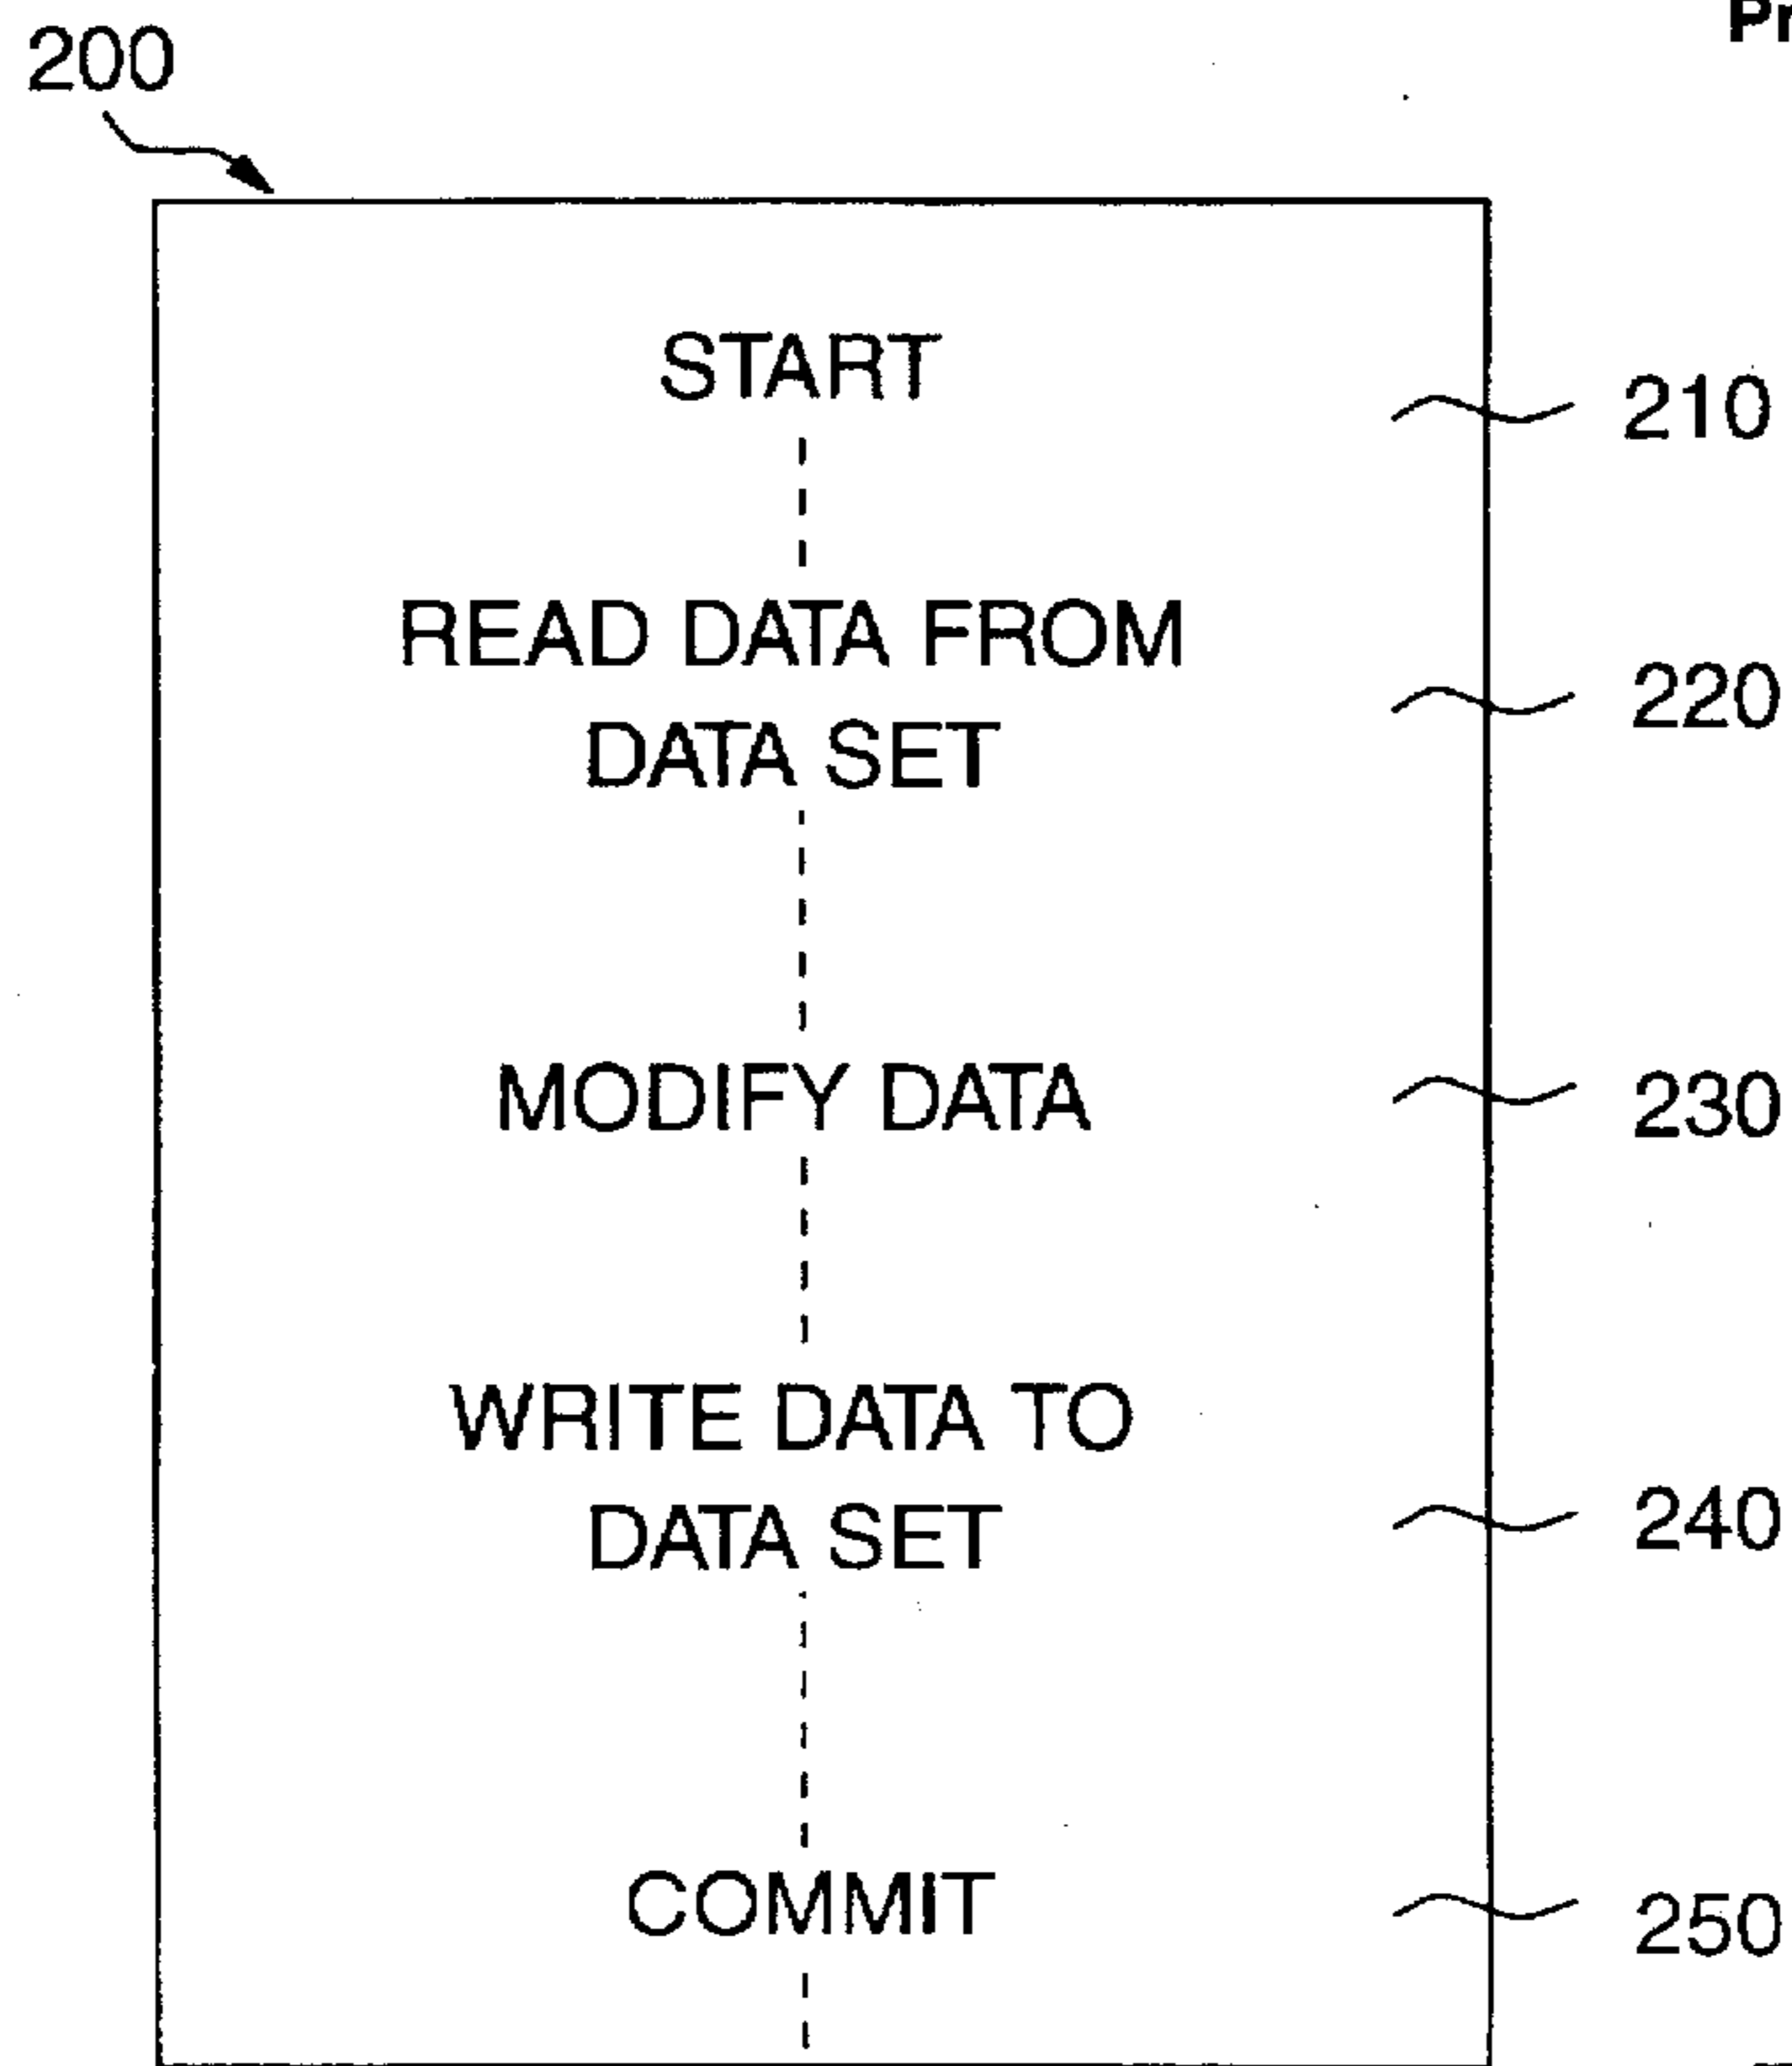 200
START
210
READ DATA FROM
DATA SET
220
MODIFY DATA
230
WRITE DATA TO
DATA SET
240
COMMIT
250